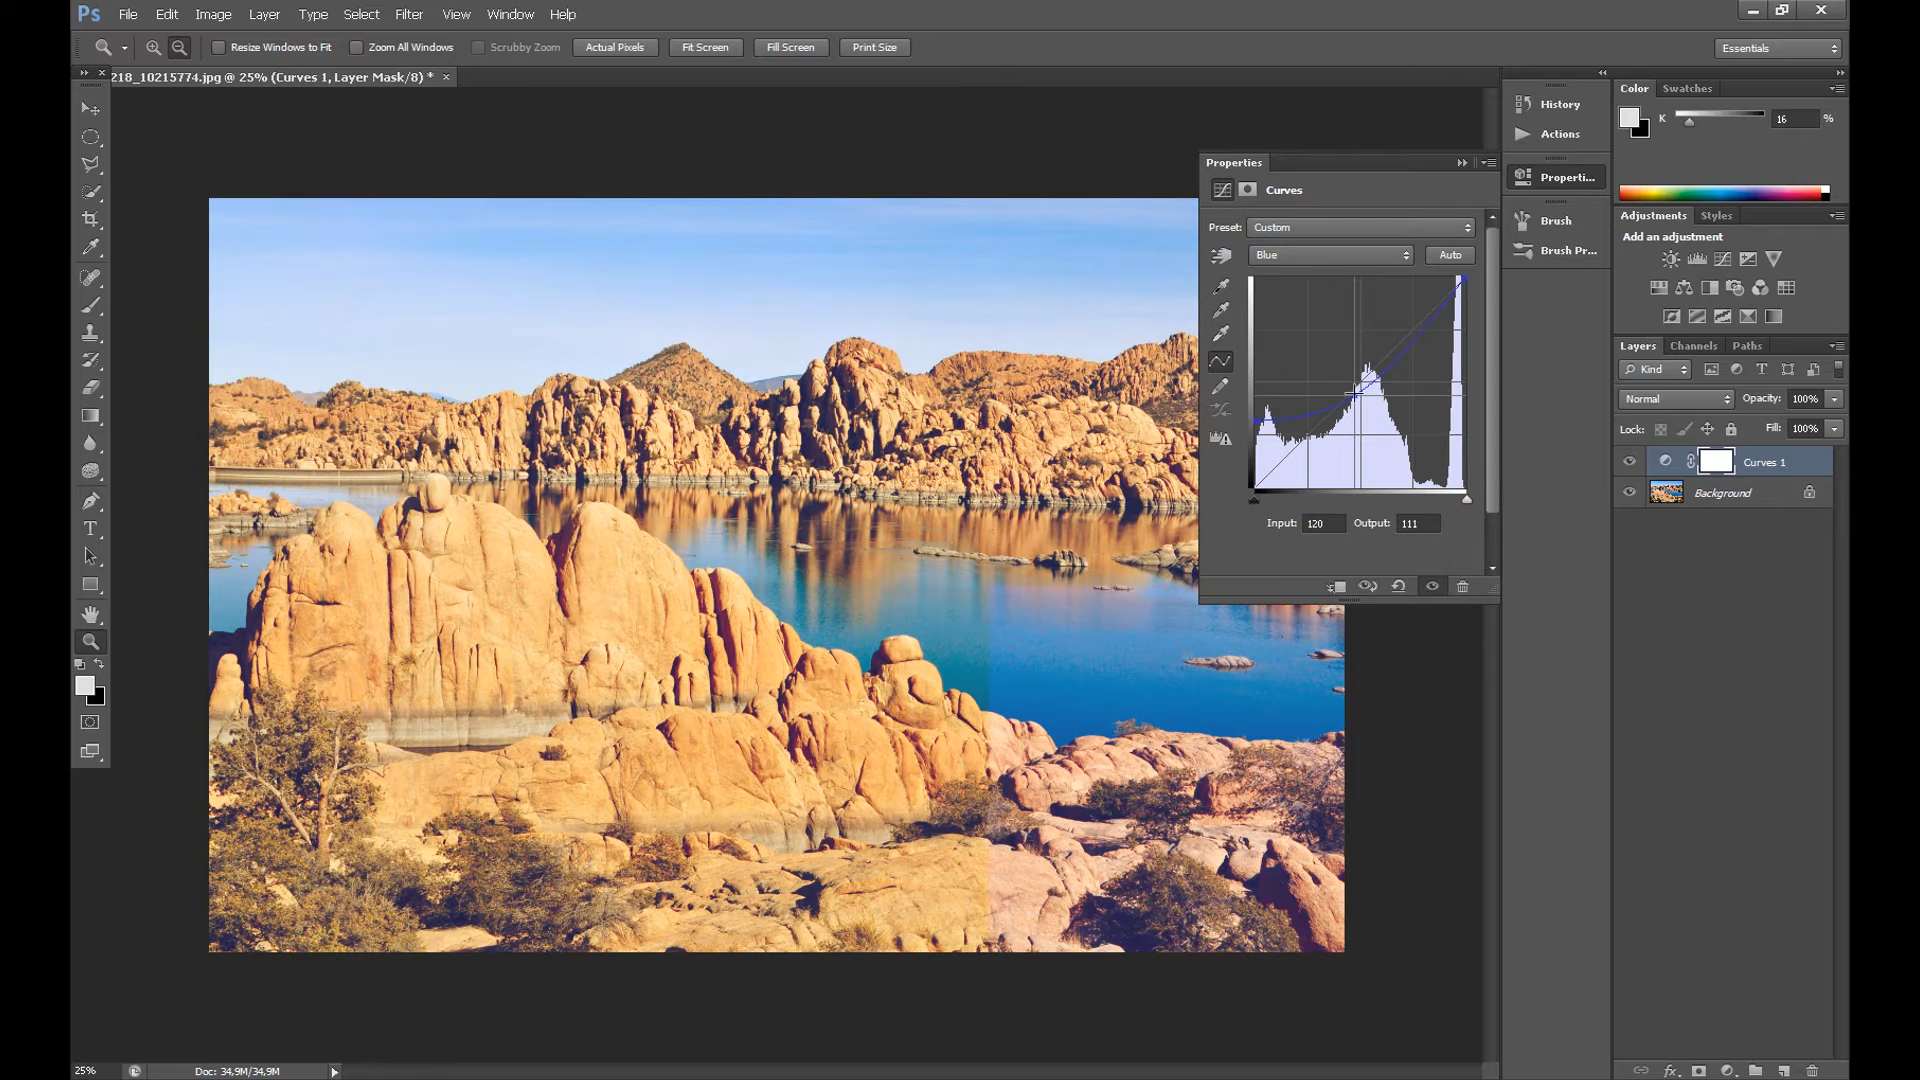 Ps File Edit Image Layer Type Select Filter View Window Help
Resize Windows to Fit Zoom All Windows Scrubby Zoom Actual Pixels Fit Screen Fill Screen Print Size Essentials
218_10215774.jpg @ 25% (Curves 1, Layer Mask/8) * ×
History
Actions
Properti...
Brush
Brush Pr...
Properties
Curves
Preset: Custom
Blue Auto
Input: 120 Output: 111
Color Swatches
K 16 %
Adjustments Styles
Add an adjustment
Layers Channels Paths
Kind
Normal Opacity: 100%
Lock: Fill: 100%
Curves 1
Background
T
fx
25% Doc: 34,9M/34,9M